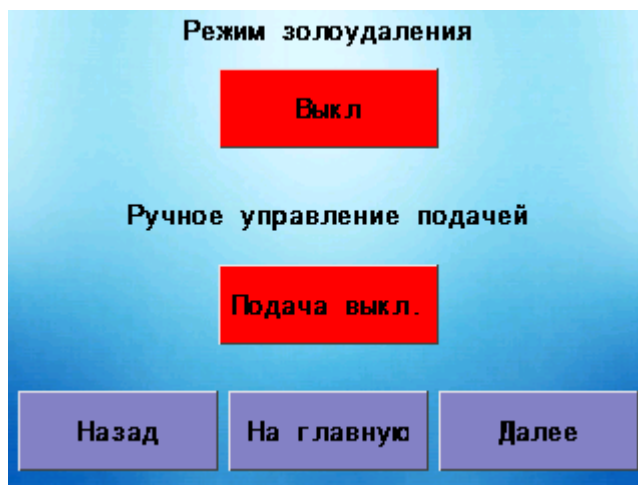 Режим золоудаления
Выкл
Ручное управление подачей
Подача выкл.
Назад
На главную
Далее